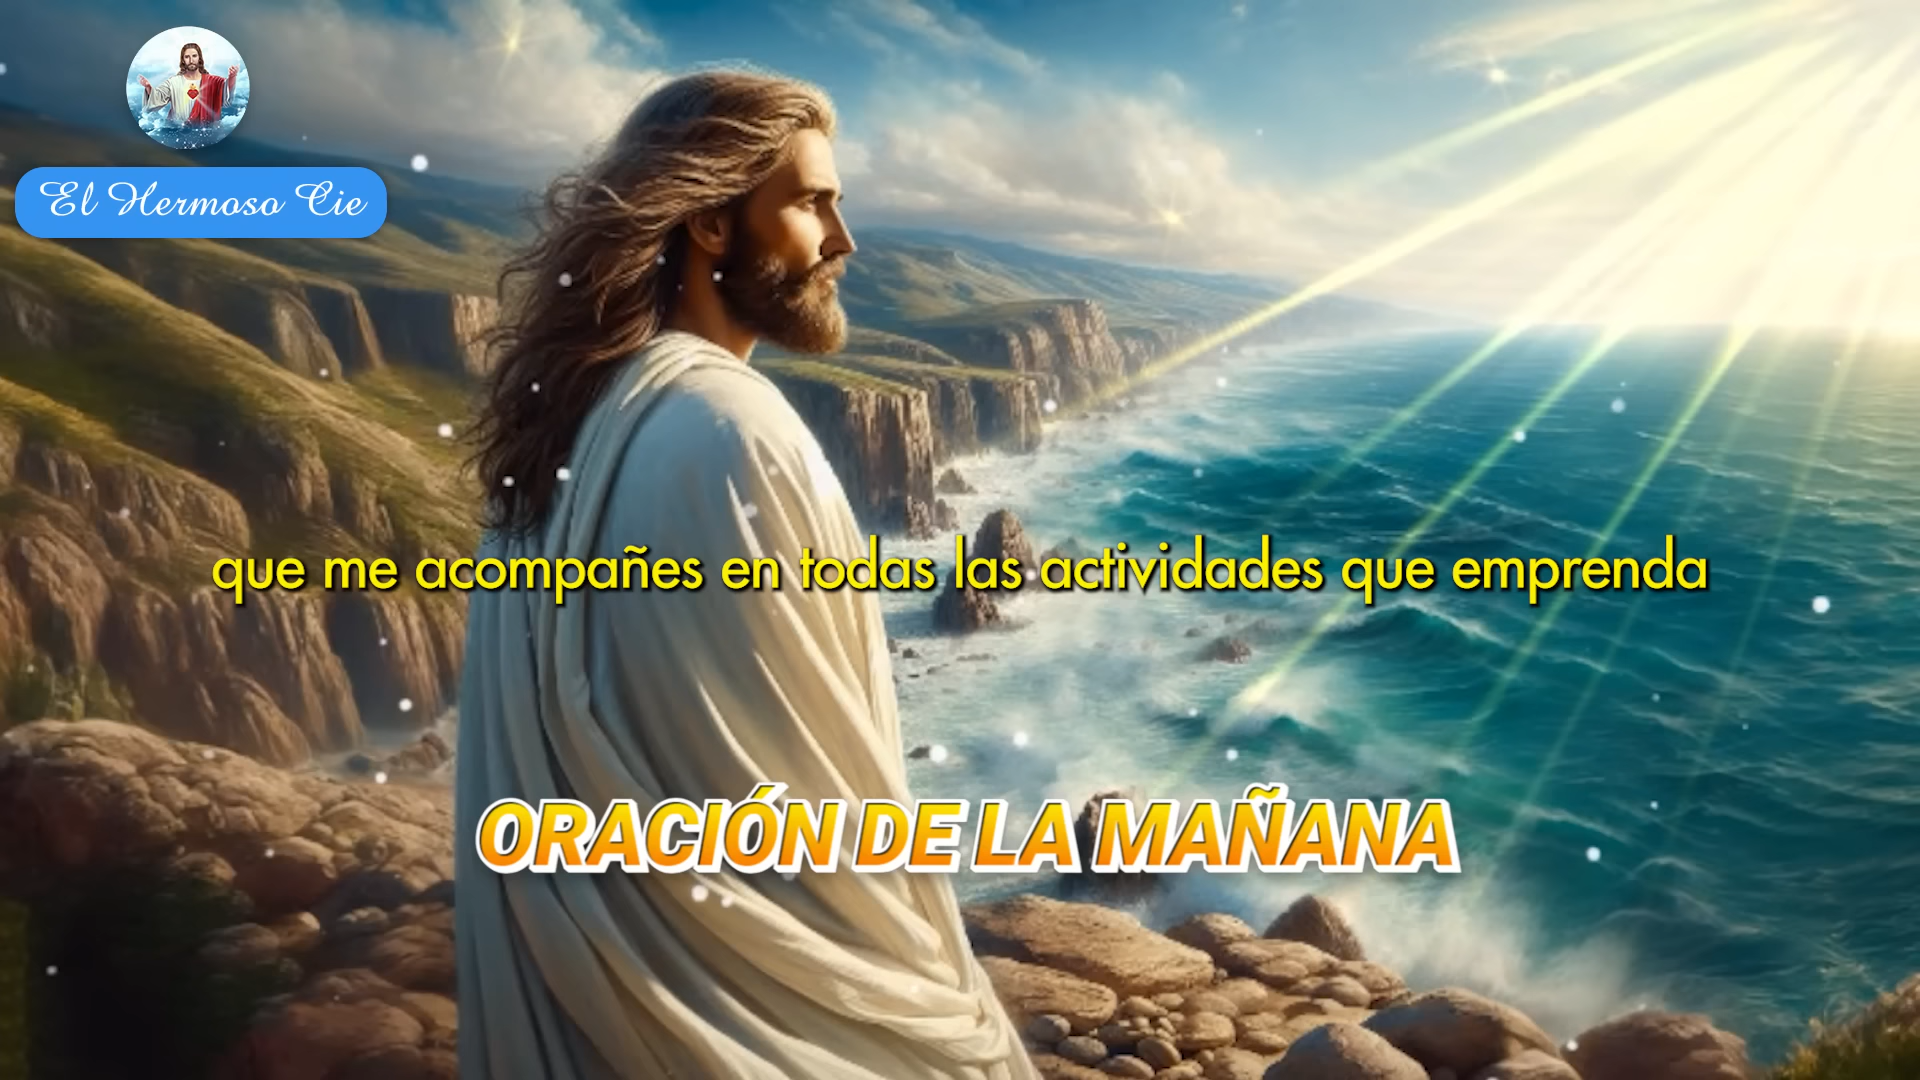 El Hermoso Cie
que me acompañes en todas las actividades que emprenda
ORACIÓN DE LA MAÑANA